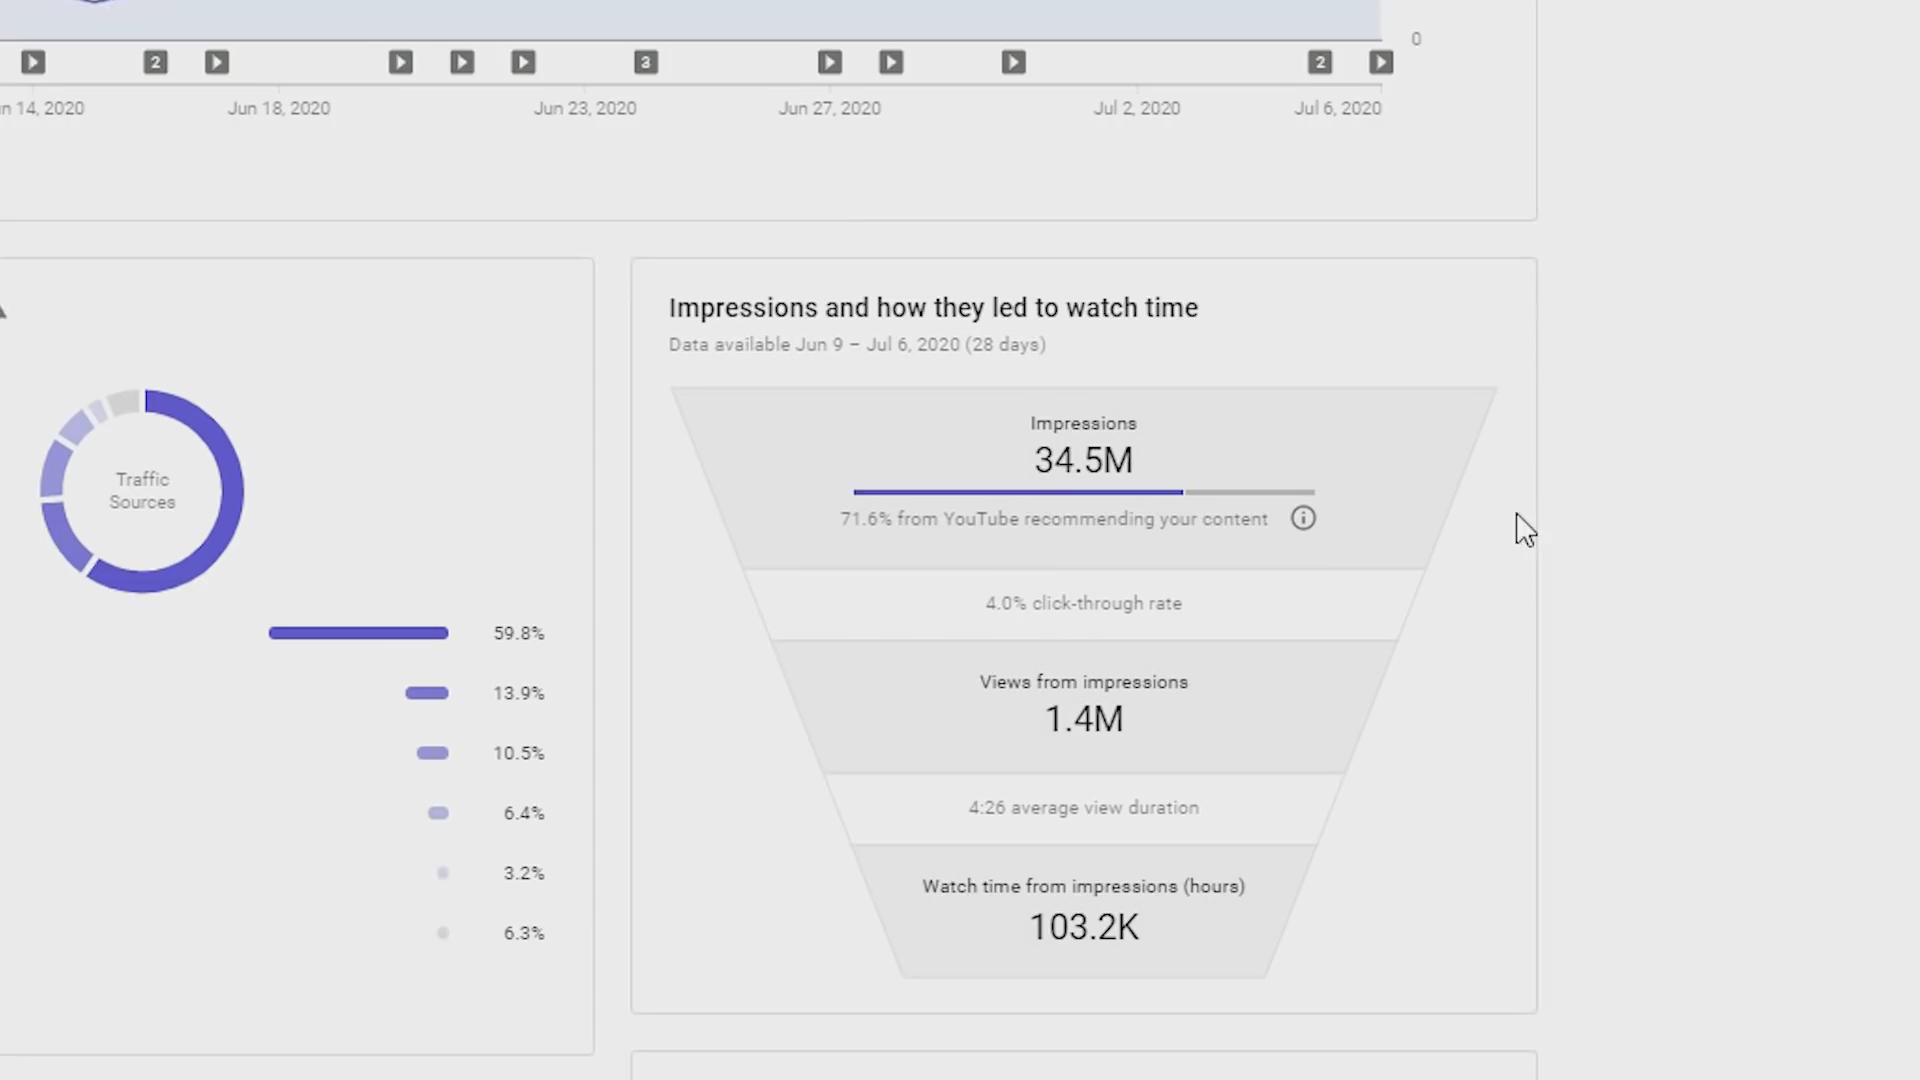 0
2
3
2
n 14, 2020
Jun 18, 2020
Jun 23, 2020
Jun 27, 2020
Jul 2, 2020
Jul 6, 2020
Traffic
Sources
59.8%
13.9%
10.5%
6.4%
3.2%
6.3%
Impressions and how they led to watch time
Data available Jun 9 – Jul 6, 2020 (28 days)
Impressions
34.5M
71.6% from YouTube recommending your content
4.0% click-through rate
Views from impressions
1.4M
4:26 average view duration
Watch time from impressions (hours)
103.2K